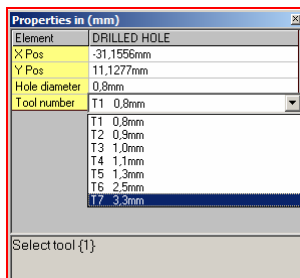 Properties in (mm)
Element DRILLED HOLE
X Pos -31,1556mm
Y Pos 11,1277mm
Hole diameter 0,8mm
Tool number T1 0,8mm
T1 0,8mm
T2 0,9mm
T3 1,0mm
T4 1,1mm
T5 1,3mm
T6 2,5mm
T7 3,3mm
Select tool {1}